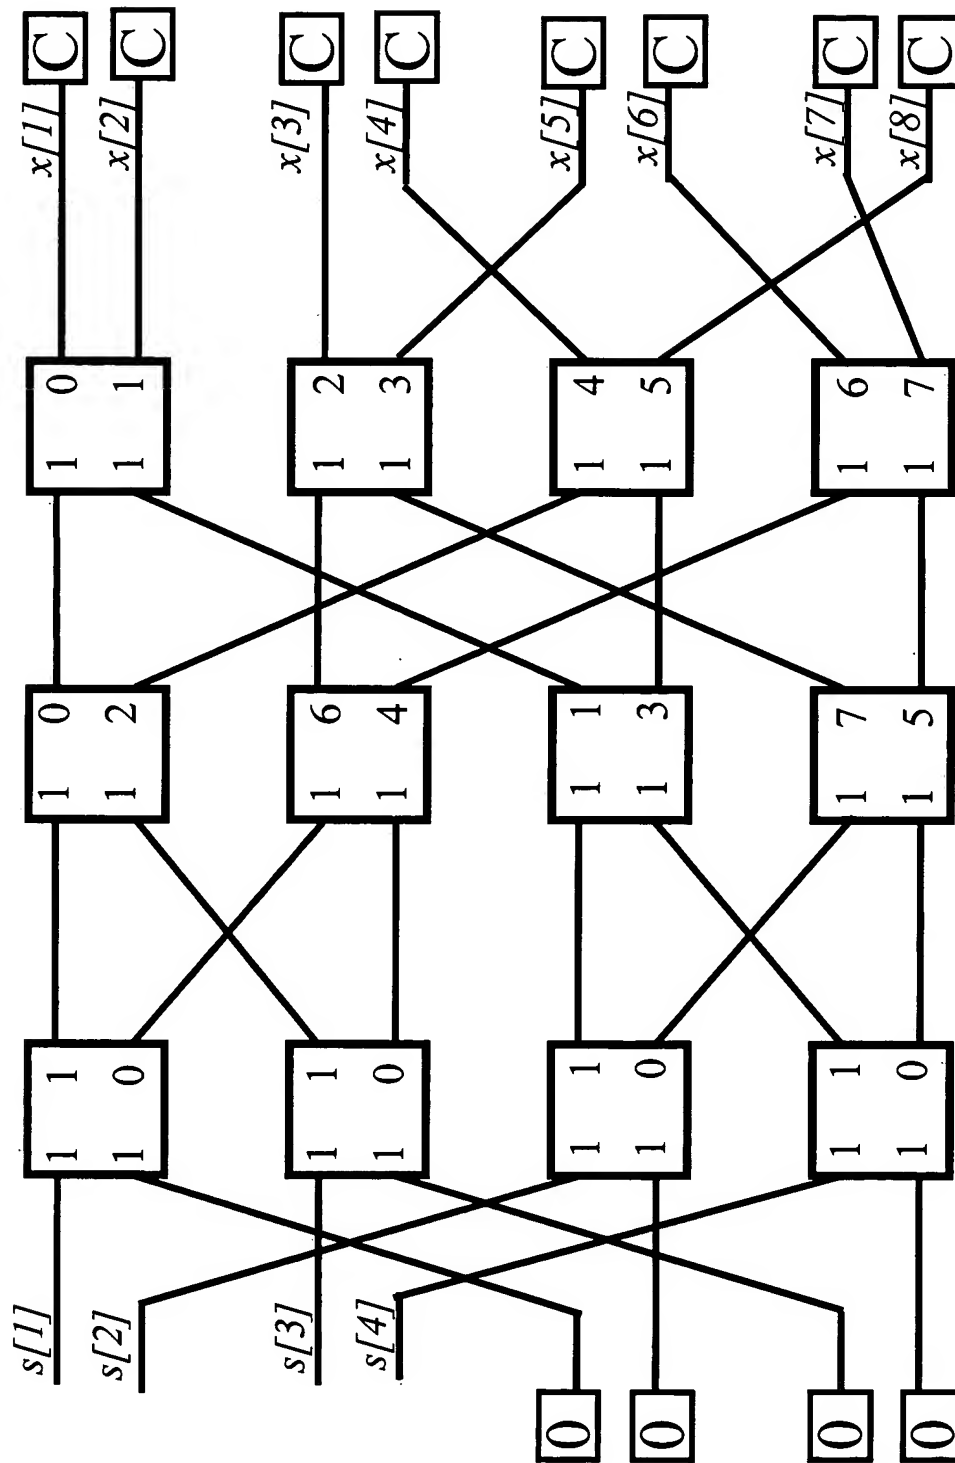 s[1] 1 1 1 0 1 0 x[1] C
s[2] 1 0 1 2 1 1 x[2] C
s[3] 1 1 1 6 1 2 x[3] C
s[4] 1 0 1 4 1 3 x[4] C
0 1 1 1 1 1 4 x[5] C
0 1 0 1 3 1 5 x[6] C
0 1 1 1 7 1 6 x[7] C
0 1 0 1 5 1 7 x[8] C